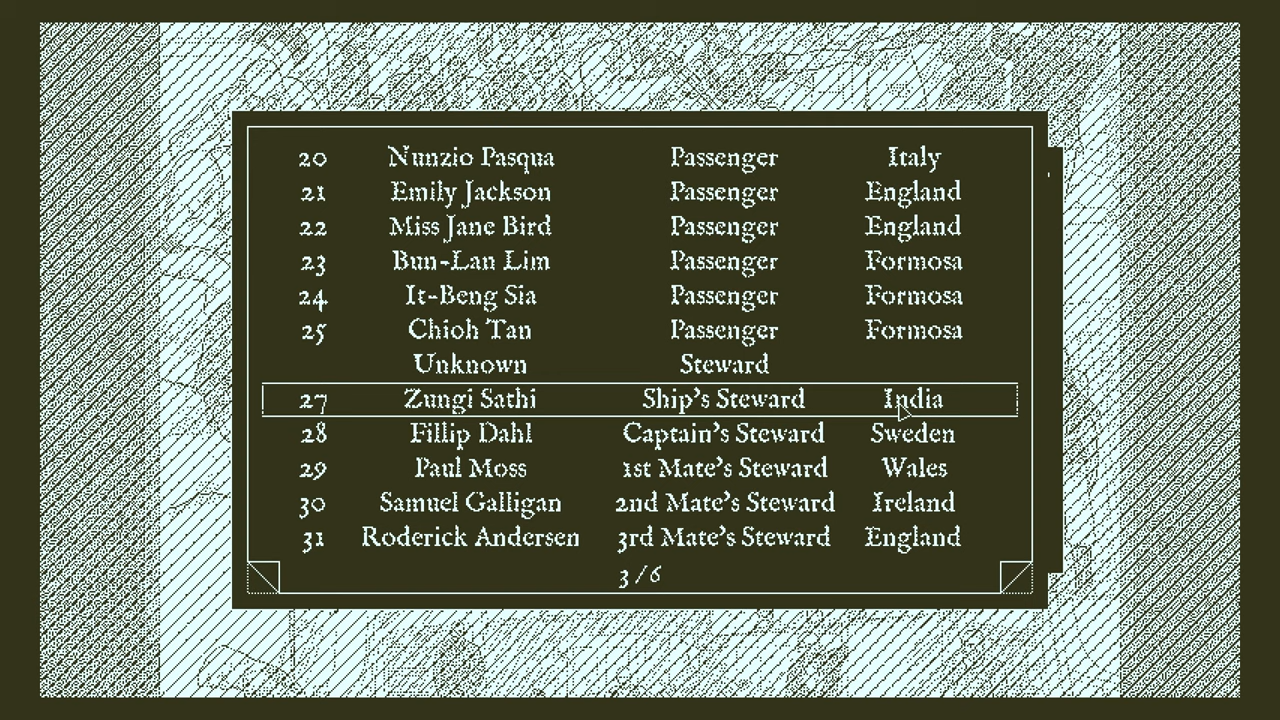 20 Nunzio Pasqua Passenger Italy
21 Emily Jackson Passenger England
22 Miss Jane Bird Passenger England
23 Bun-Lan Lim Passenger Formosa
24 It-Beng Sia Passenger Formosa
25 Chioh Tan Passenger Formosa
Unknown Steward
27 Zungi Sathi Ship's Steward India
28 Fillip Dahl Captain's Steward Sweden
29 Paul Moss 1st Mate's Steward Wales
30 Samuel Galligan 2nd Mate's Steward Ireland
31 Roderick Andersen 3rd Mate's Steward England
3/6